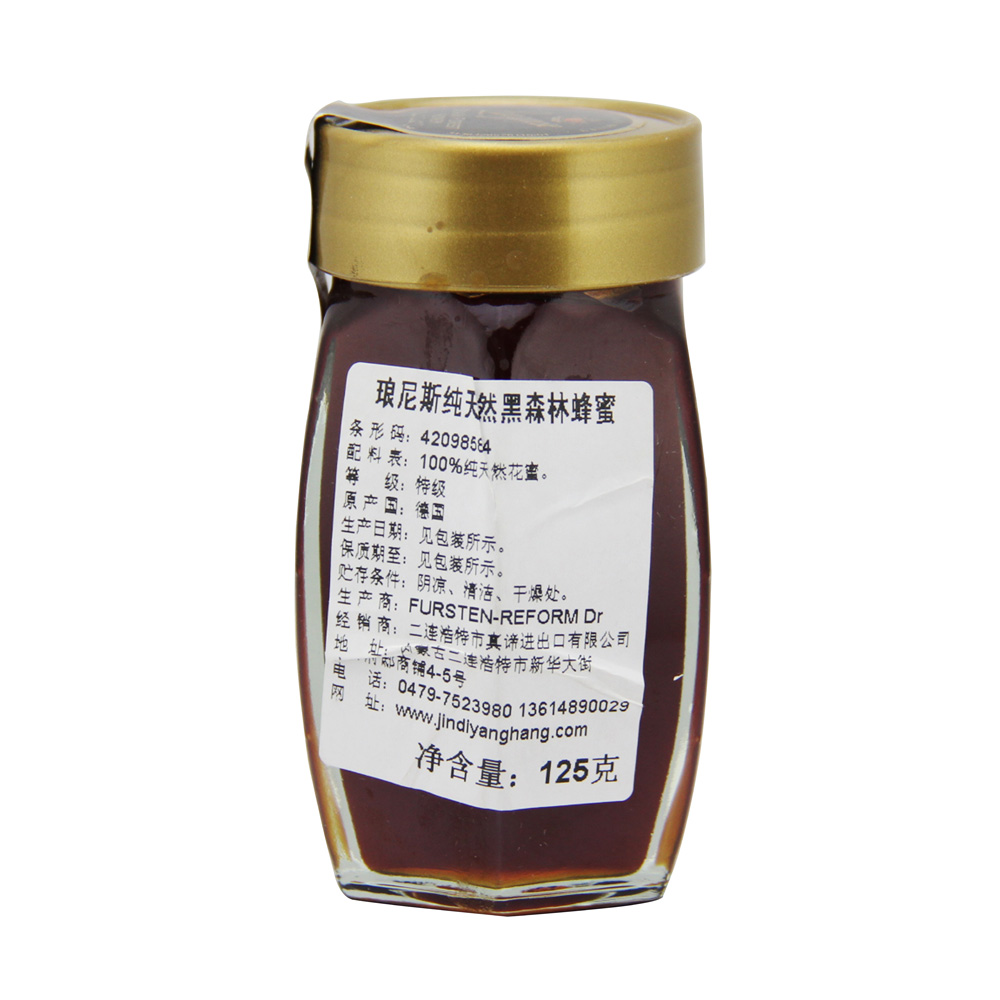 琅尼斯纯天然黑森林蜂蜜
条形码：42098564
配料表：100%纯天然花蜜。
等 级：特级
原产国：德国
生产日期：见包装所示。
保质期至：见包装所示。
贮存条件：阴凉、清洁、干燥处。
生产商：FURSTEN-REFORM Dr
经销商：二连浩特市真谛进出口有限公司
地 址：内蒙古二连浩特市新华大街
商铺4-5号
电 话：0479-7523980 13614890029
网 址：www.jindiyanghang.com
净含量：125克